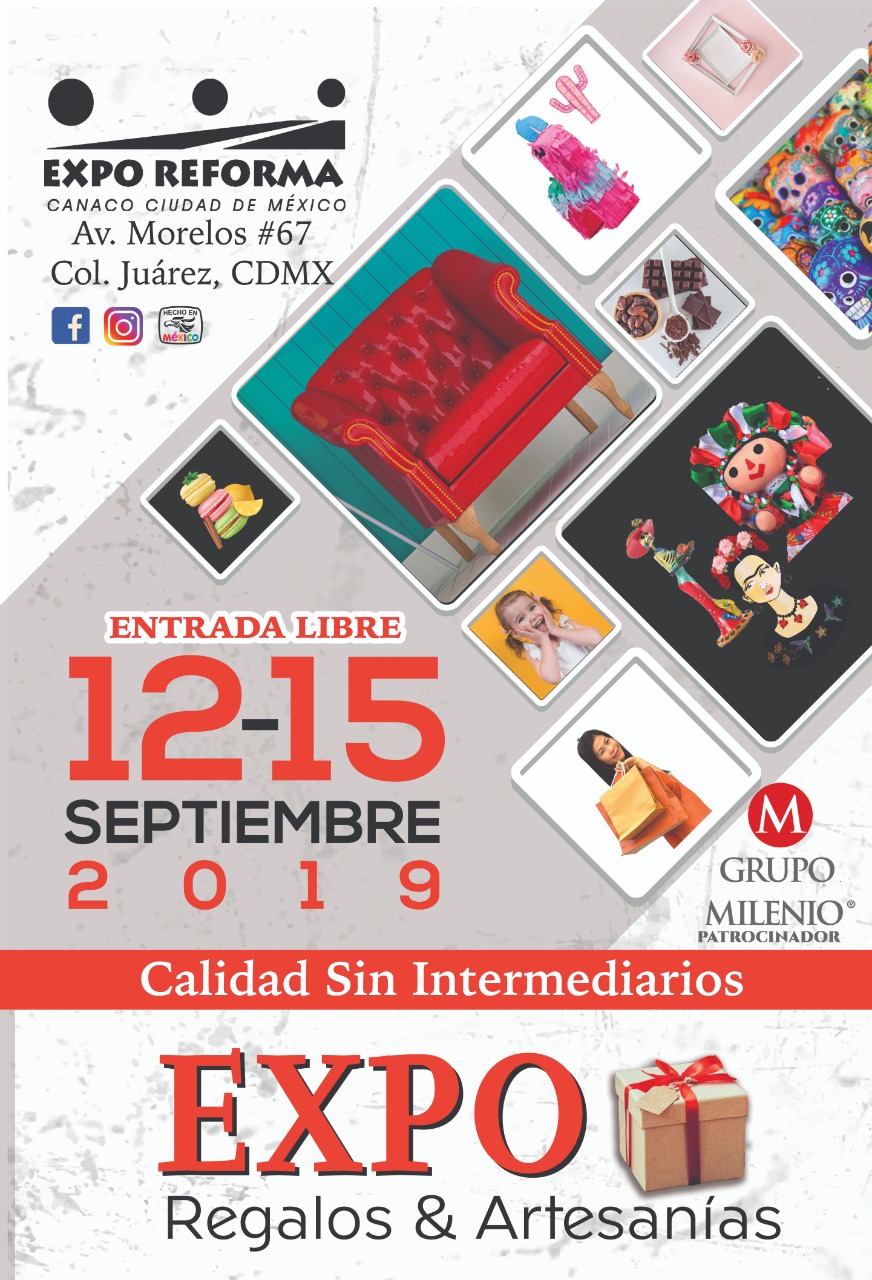 EXPO REFORMA
CANACO CIUDAD DE MÉXICO
Av. Morelos #67
Col. Juárez, CDMX
HECHO EN
MÉXICO
ENTRADA LIBRE
12-15
SEPTIEMBRE
2019
M
GRUPO
MILENIO®
PATROCINADOR
Calidad Sin Intermediarios
EXPO
Regalos & Artesanías